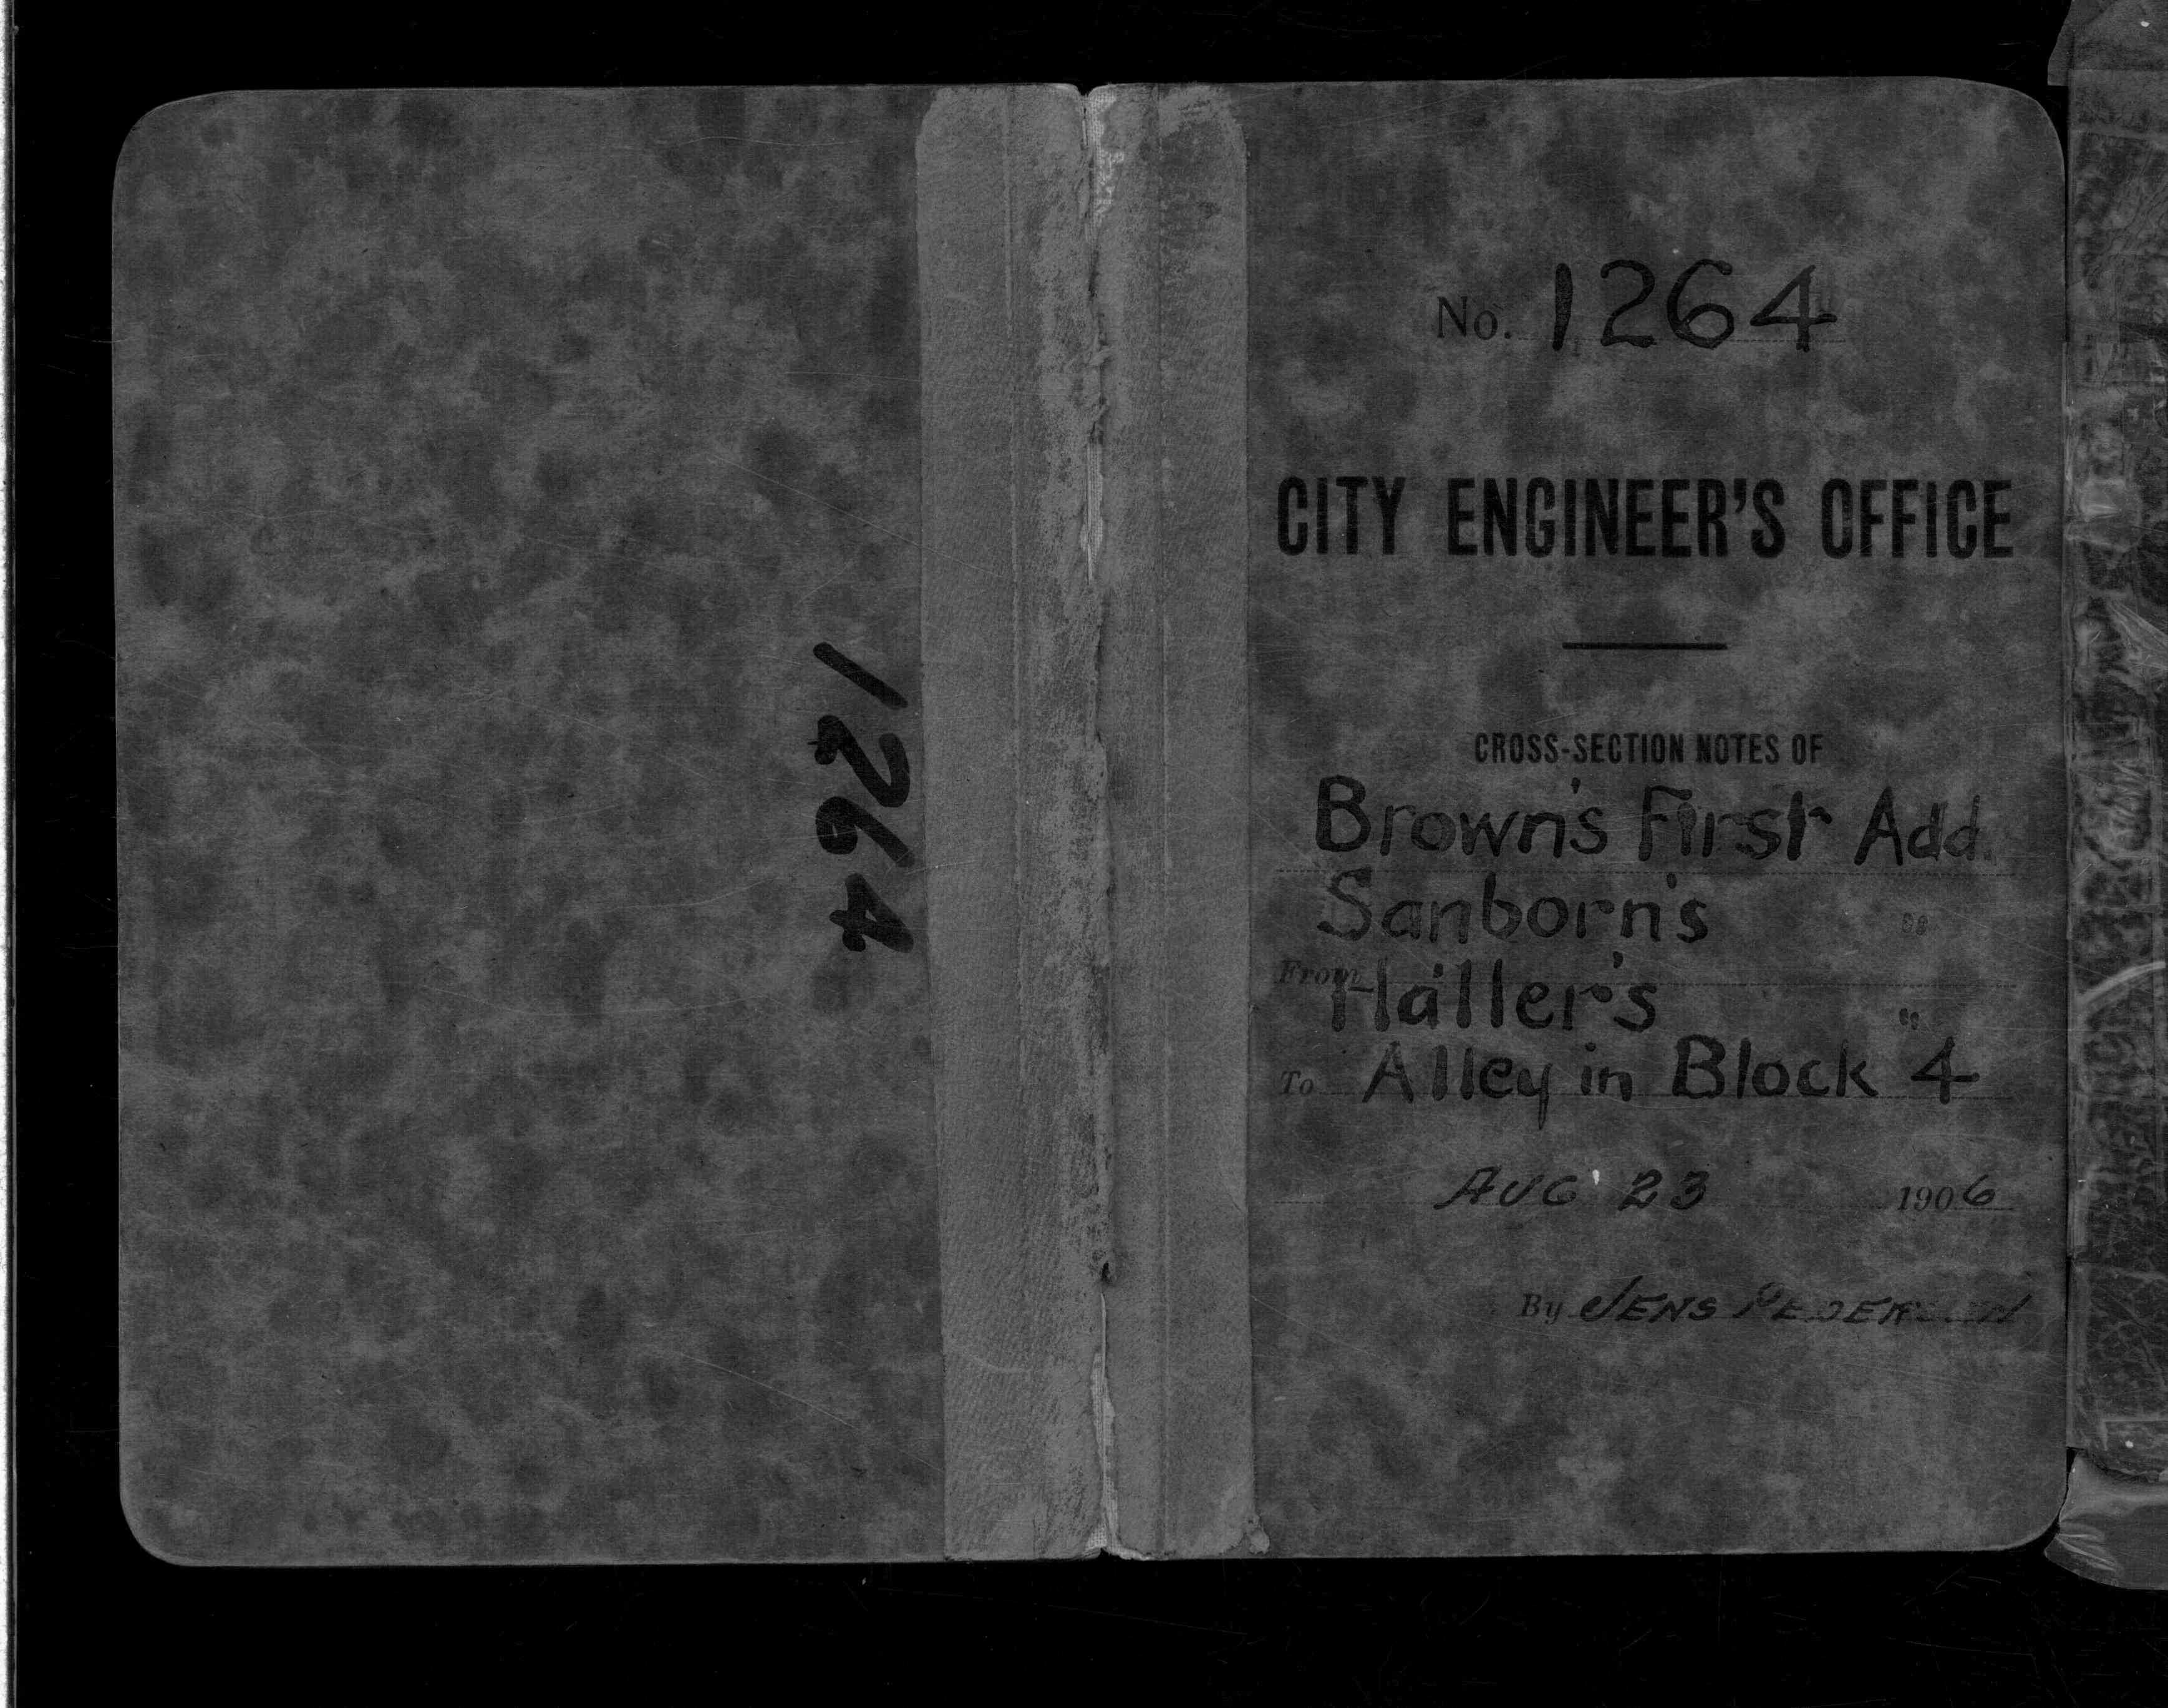 1264
No. 1264
CITY ENGINEER'S OFFICE
CROSS-SECTION NOTES OF
Brown's First Add.
Sanborn's "
From Haller's "
To Alley in Block 4
AUG 23 1906
By JENS PEDERSEN